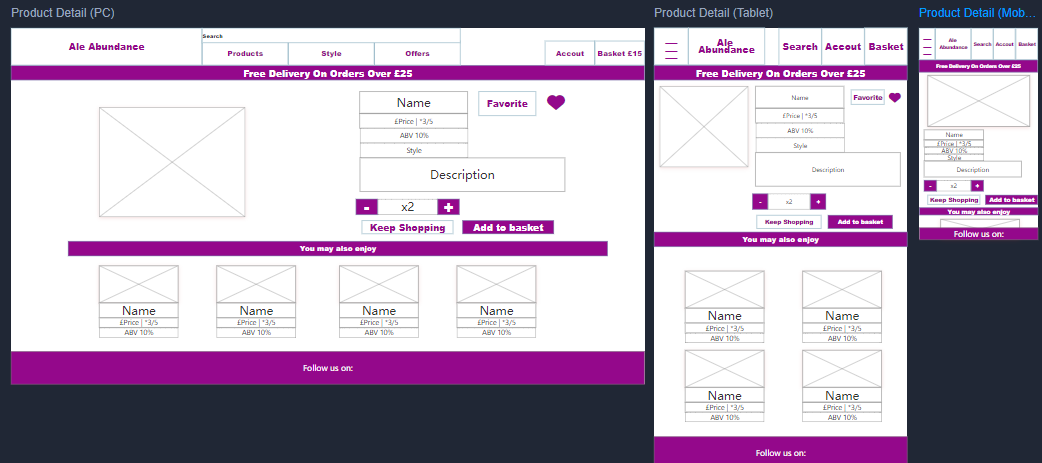 Product Detail (PC)
Ale Abundance
Search
Products
Style
Offers
Accout
Basket £15
Free Delivery On Orders Over £25
Name
Favorite
£Price | *3/5
ABV 10%
Style
Description
-
x2
+
Keep Shopping
Add to basket
You may also enjoy
Name
Name
Name
Name
£Price | *3/5
£Price | *3/5
£Price | *3/5
£Price | *3/5
ABV 10%
ABV 10%
ABV 10%
ABV 10%
Follow us on:
Product Detail (Tablet)
Ale
Abundance
Search
Accout
Basket
Free Delivery On Orders Over £25
Name
Favorite
£Price | *3/5
ABV 10%
Style
Description
-
x2
+
Keep Shopping
Add to basket
You may also enjoy
Name
Name
£Price | *3/5
£Price | *3/5
ABV 10%
ABV 10%
Name
Name
£Price | *3/5
£Price | *3/5
ABV 10%
ABV 10%
Follow us on:
Product Detail (Mob...
Ale
Abundance
Search
Accout
Basket
Free Delivery On Orders Over £25
Name
£Price | *3/5
ABV 10%
Style
Description
-
x2
+
Keep Shopping
Add to basket
You may also enjoy
Follow us on: